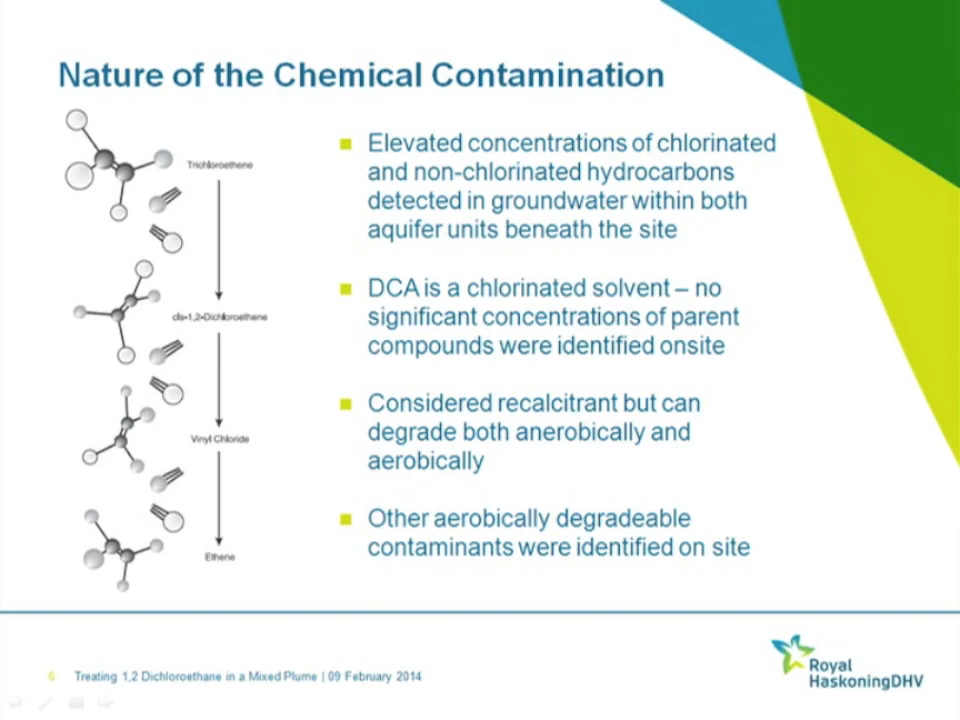 Nature of the Chemical Contamination
Trichloroethene
cis-1,2-Dichloroethene
Vinyl Chloride
Ethene
Elevated concentrations of chlorinated
and non-chlorinated hydrocarbons
detected in groundwater within both
aquifer units beneath the site
DCA is a chlorinated solvent – no
significant concentrations of parent
compounds were identified onsite
Considered recalcitrant but can
degrade both anerobically and
aerobically
Other aerobically degradeable
contaminants were identified on site
6 Treating 1,2 Dichloroethane in a Mixed Plume | 09 February 2014
Royal
HaskoningDHV